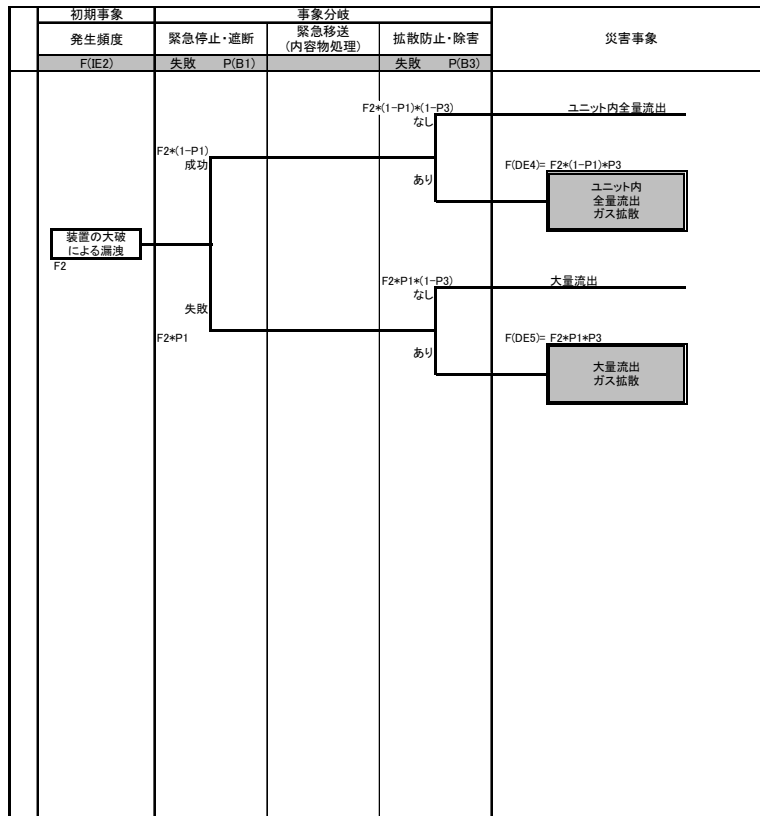 初期事象
事象分岐
災害事象
発生頻度
緊急停止・遮断
緊急移送
(内容物処理)
拡散防止・除害
F(IE2)
失敗 P(B1)
失敗 P(B3)
F2*(1-P1)*(1-P3)
なし
ユニット内全量流出
F2*(1-P1)
成功
あり
F(DE4)= F2*(1-P1)*P3
ユニット内
全量流出
ガス拡散
装置の大破
による漏洩
F2
F2*P1*(1-P3)
なし
大量流出
失敗
F2*P1
あり
F(DE5)= F2*P1*P3
大量流出
ガス拡散